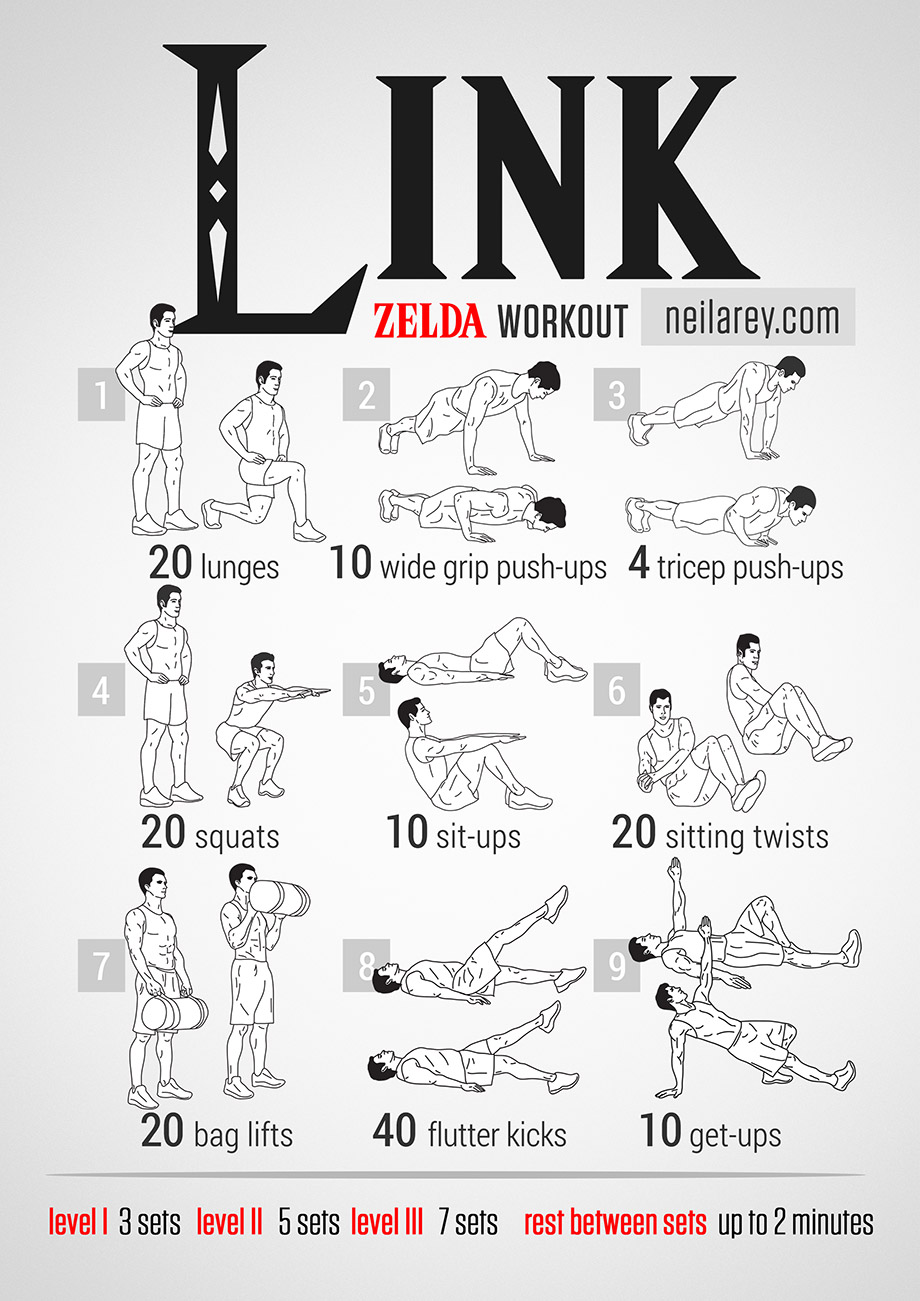 LINK
ZELDA WORKOUT neilarey.com
1 2 3
20 lunges 10 wide grip push-ups 4 tricep push-ups
4 5 6
20 squats 10 sit-ups 20 sitting twists
7 8 9
20 bag lifts 40 flutter kicks 10 get-ups
level I 3 sets level II 5 sets level III 7 sets rest between sets up to 2 minutes